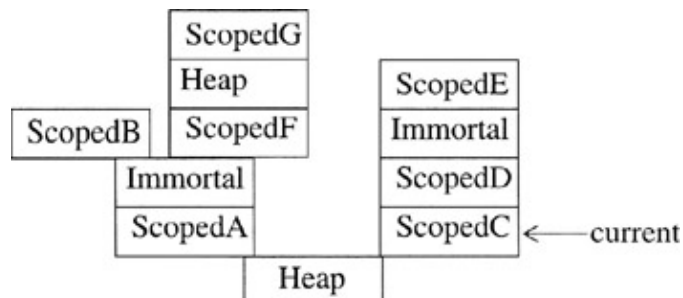 ScopedG
Heap
ScopedE
ScopedB
ScopedF
Immortal
Immortal
ScopedD
ScopedA
ScopedC
current
Heap